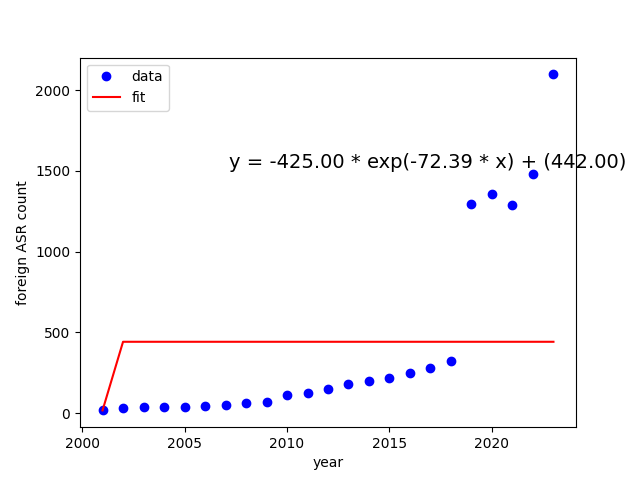 data
fit
y = -425.00 * exp(-72.39 * x) + (442.00)
foreign ASR count
2000
1500
1000
500
0
2000
2005
2010
2015
2020
year